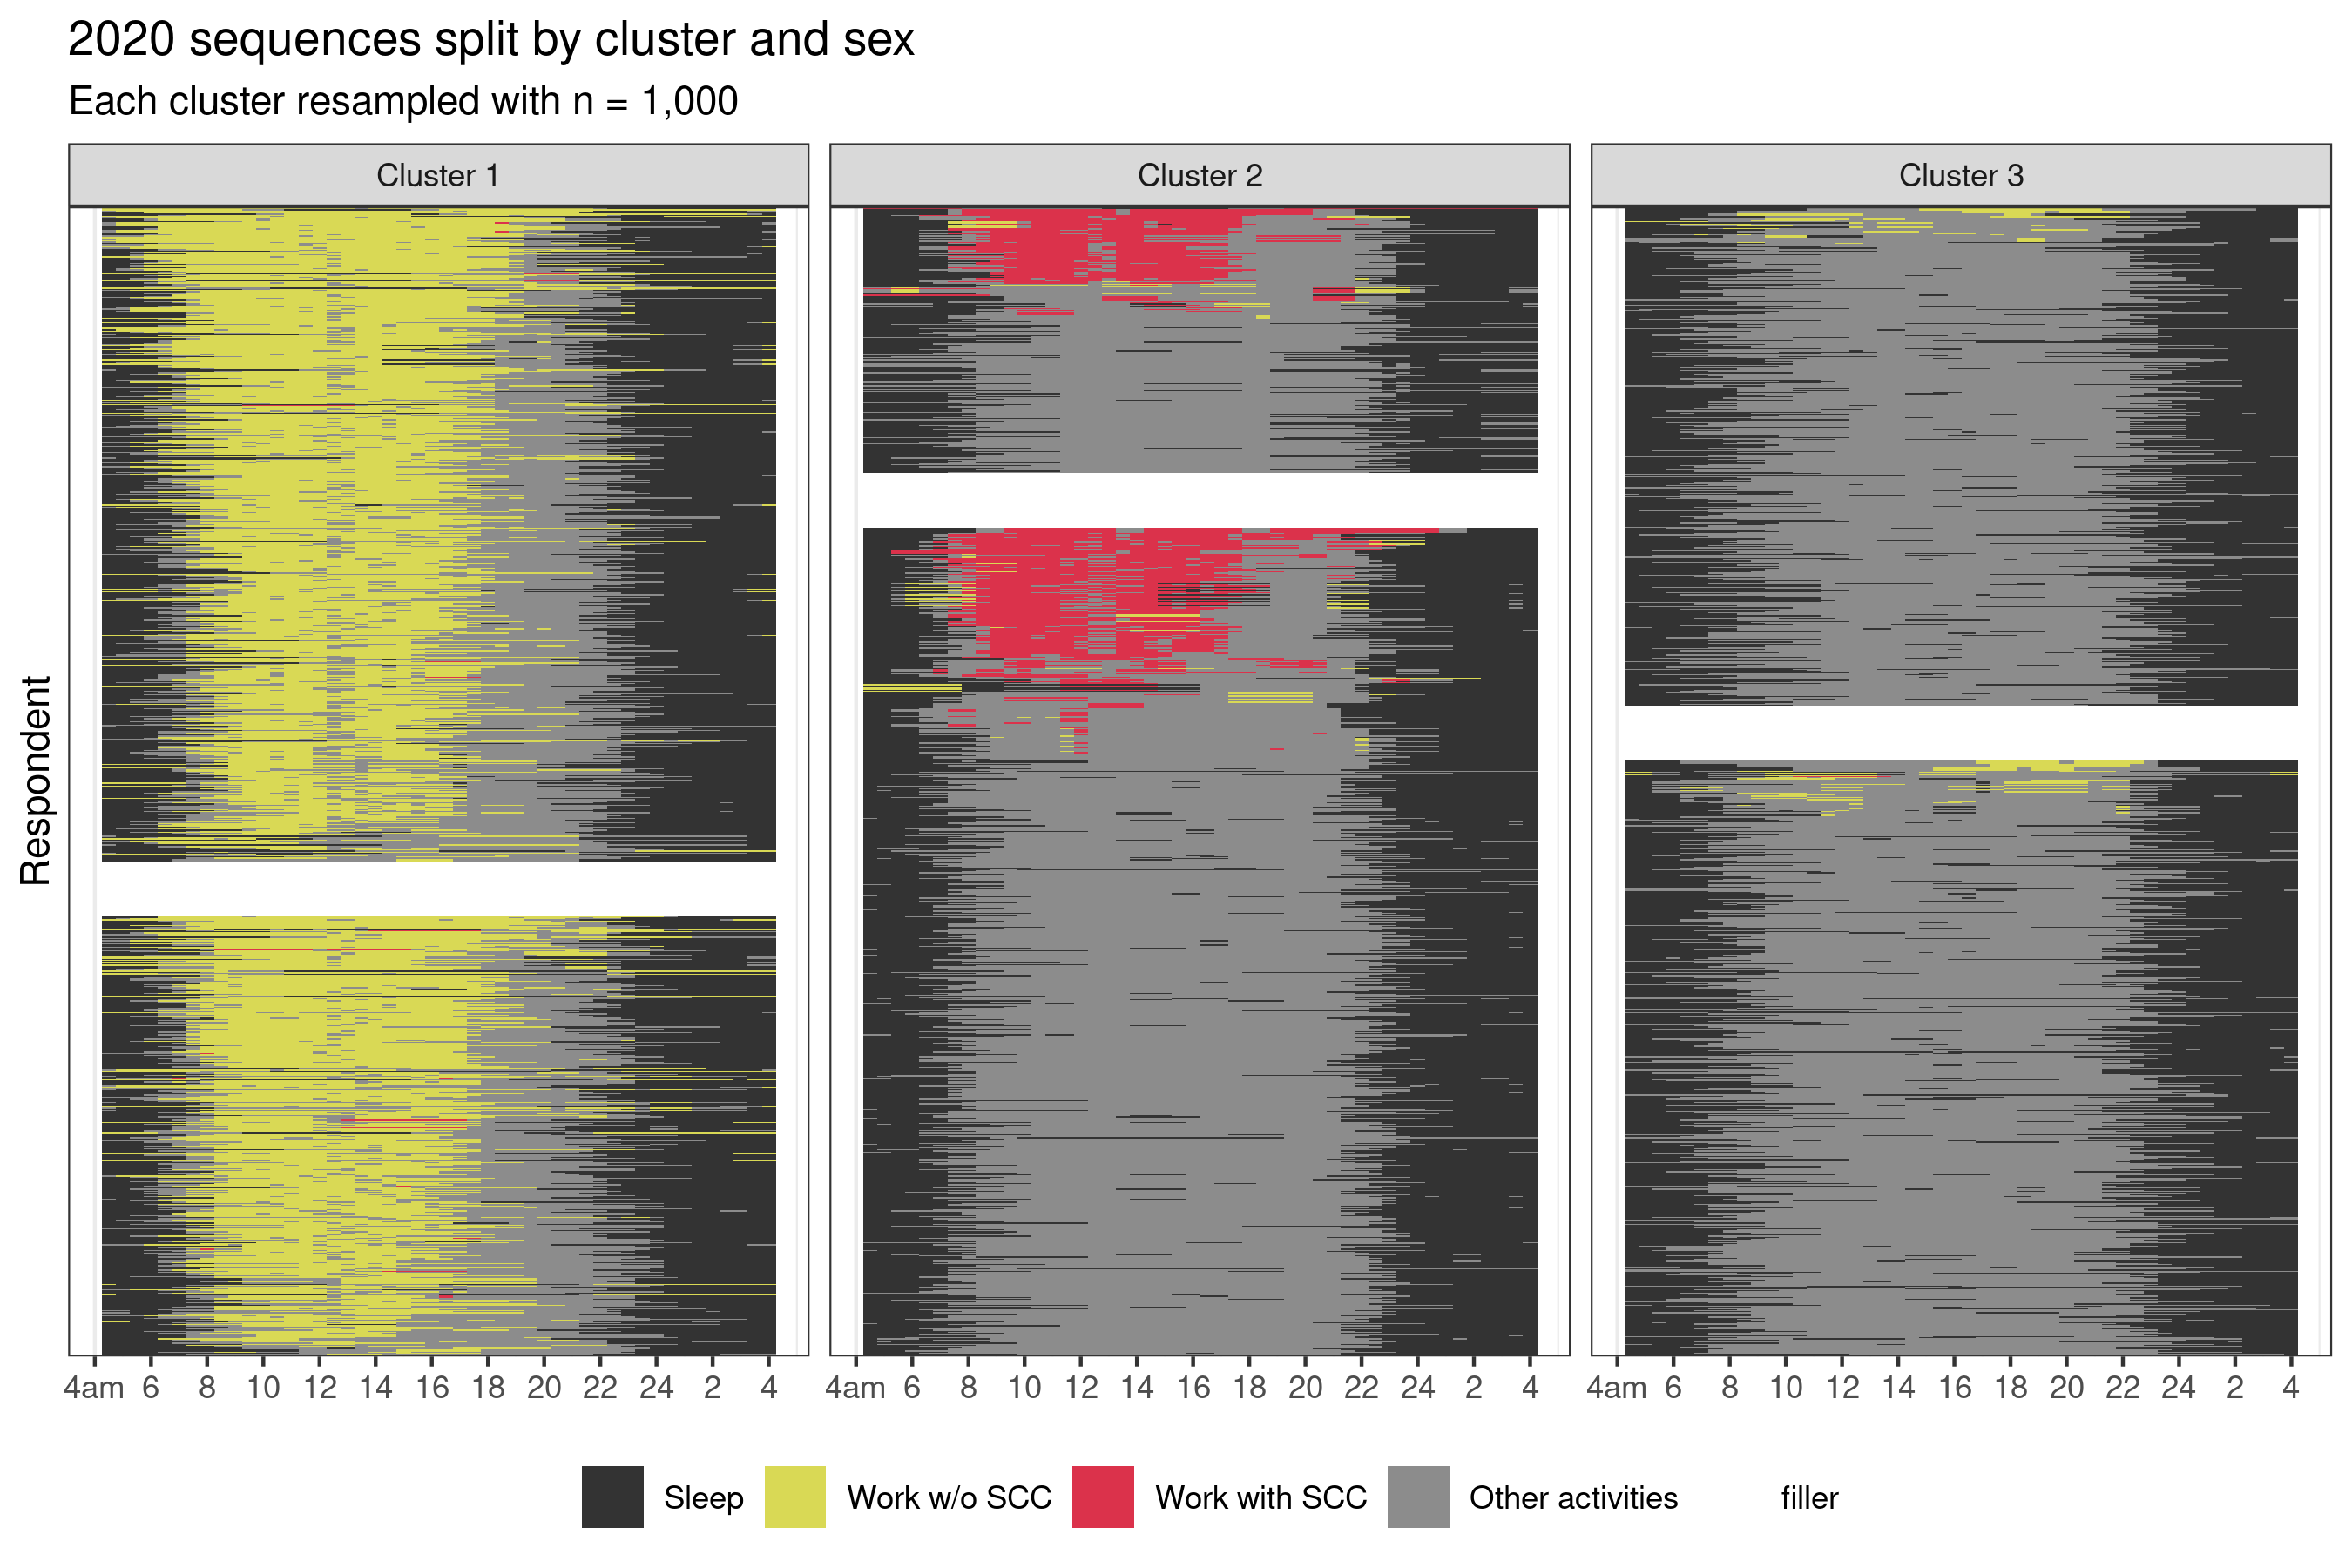 2020 sequences split by cluster and sex
Each cluster resampled with n = 1,000
Cluster 1
Cluster 2
Cluster 3
Respondent
4am 6 8 10 12 14 16 18 20 22 24 2 4
4am 6 8 10 12 14 16 18 20 22 24 2 4
4am 6 8 10 12 14 16 18 20 22 24 2 4
Sleep Work w/o SCC Work with SCC Other activities filler